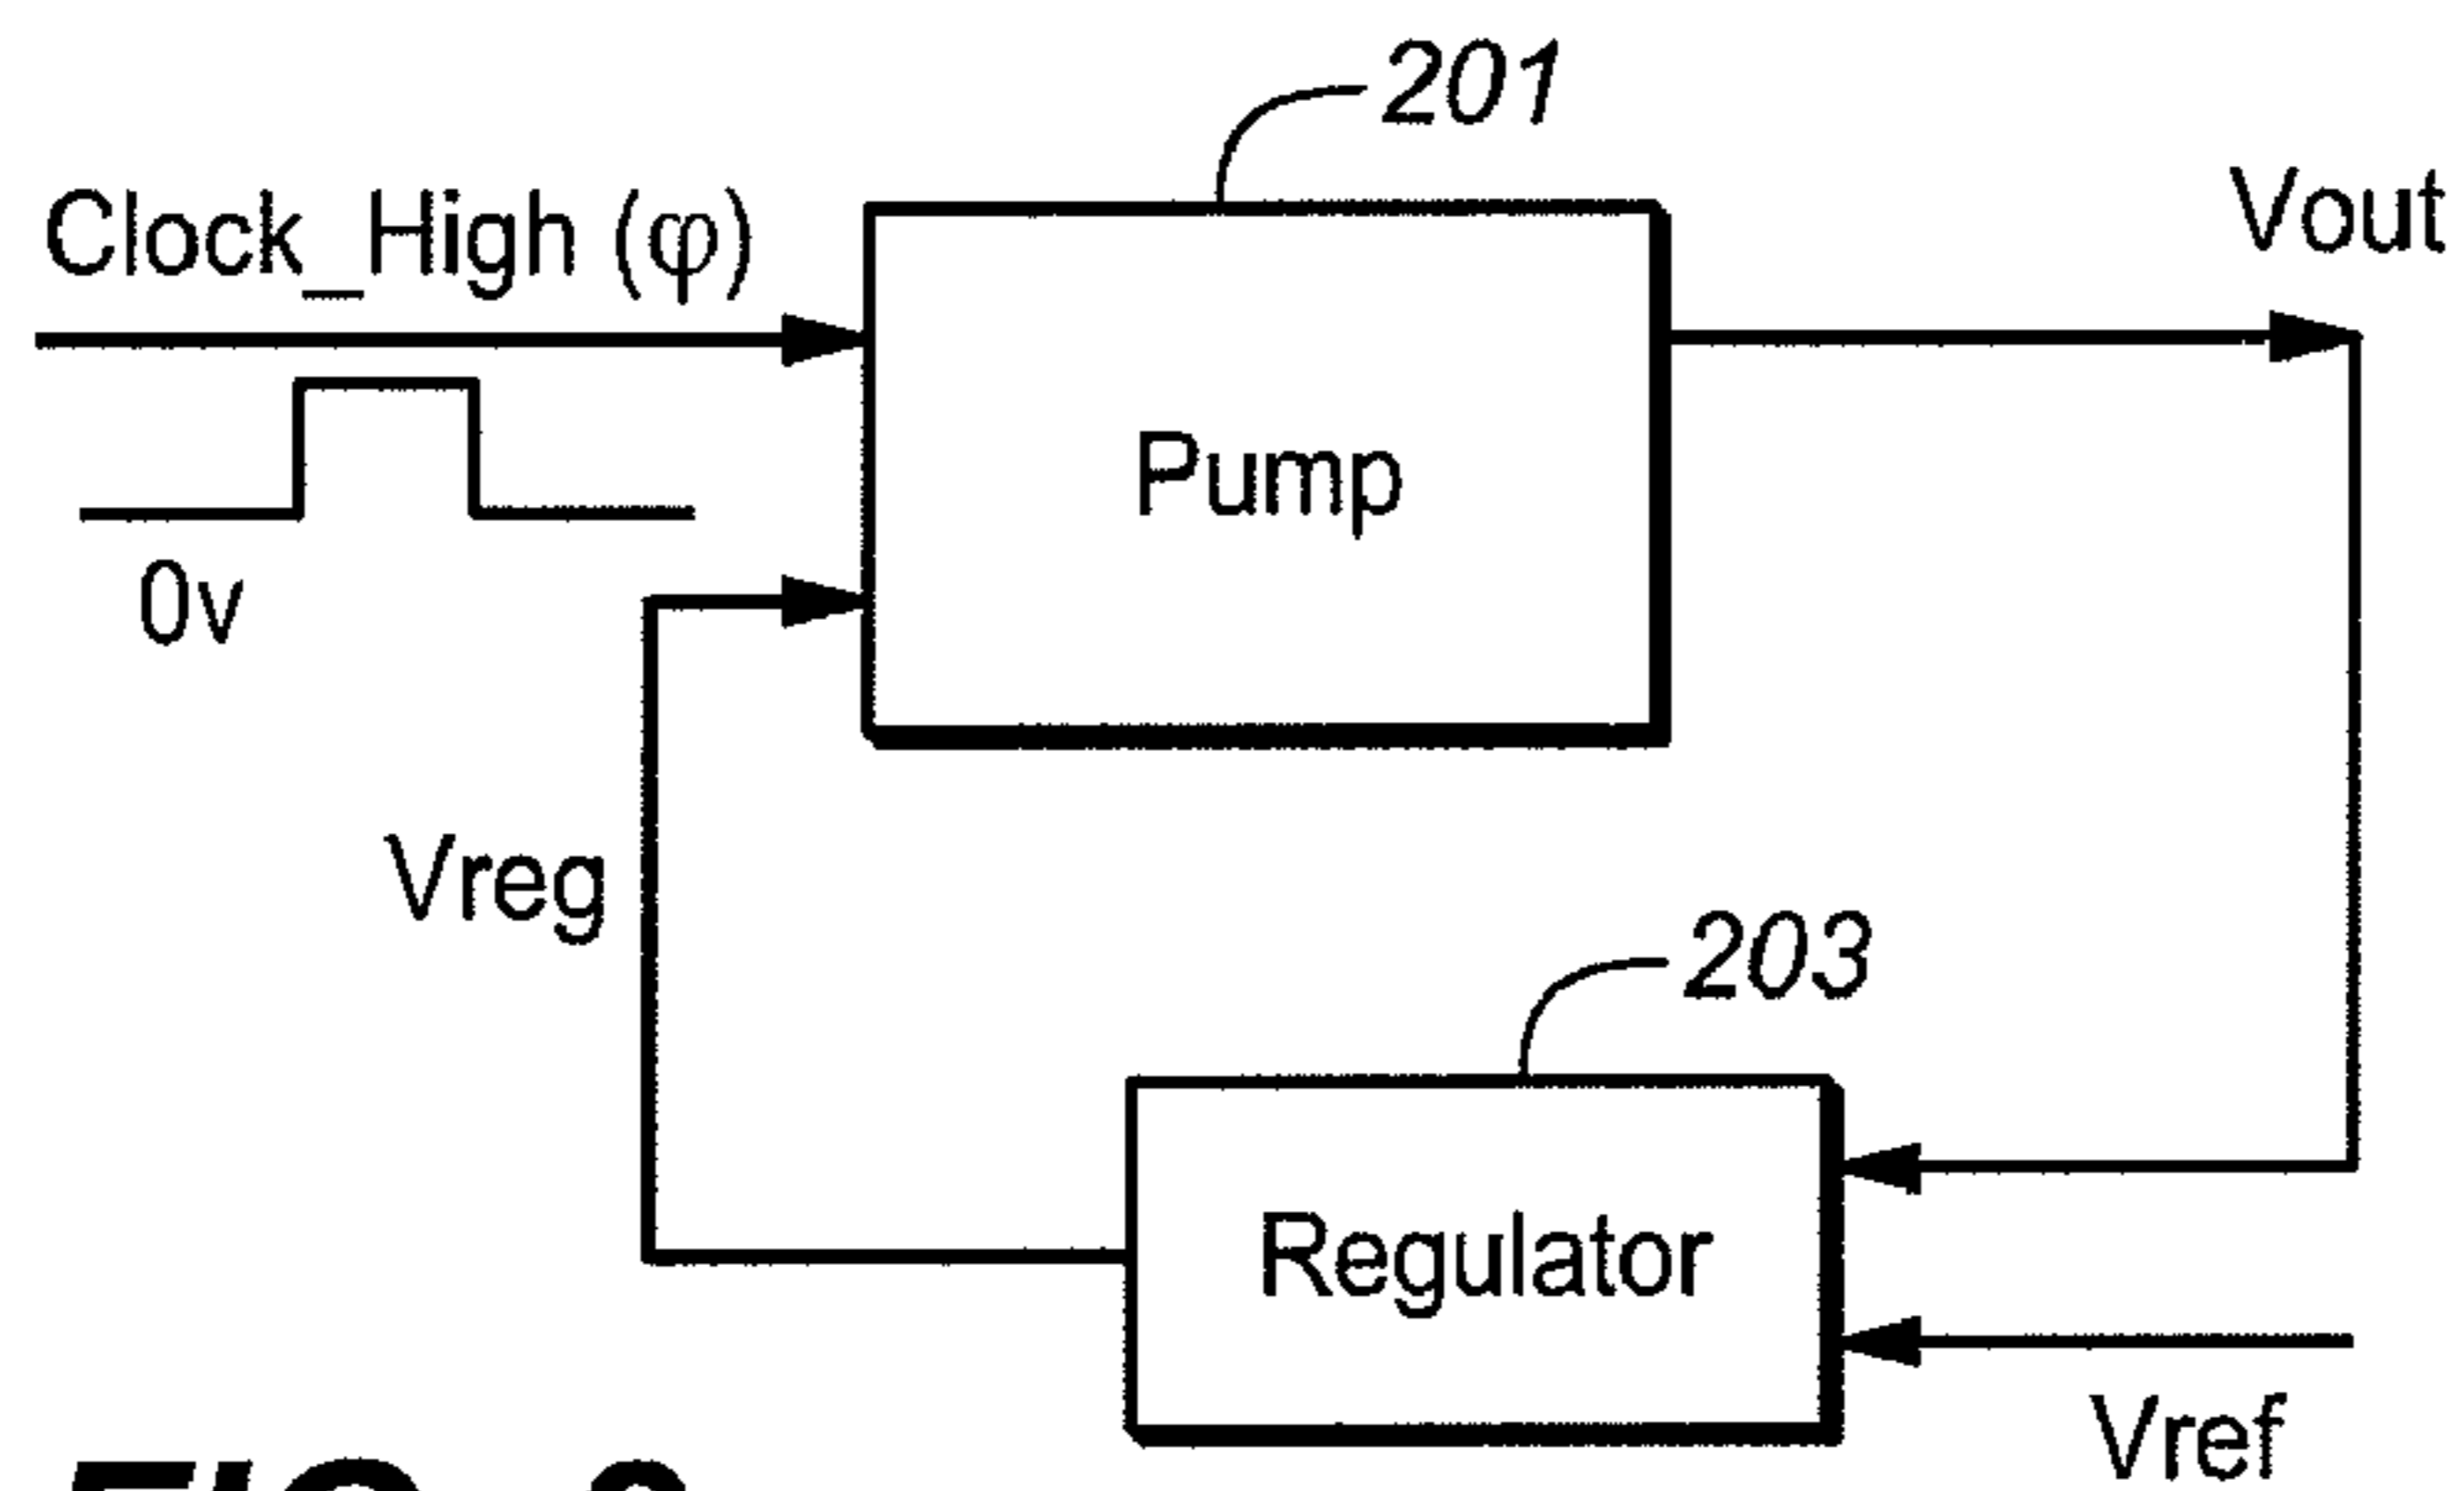 201
Clock_High (φ)
Vout
Pump
0v
Vreg
203
Regulator
Vref